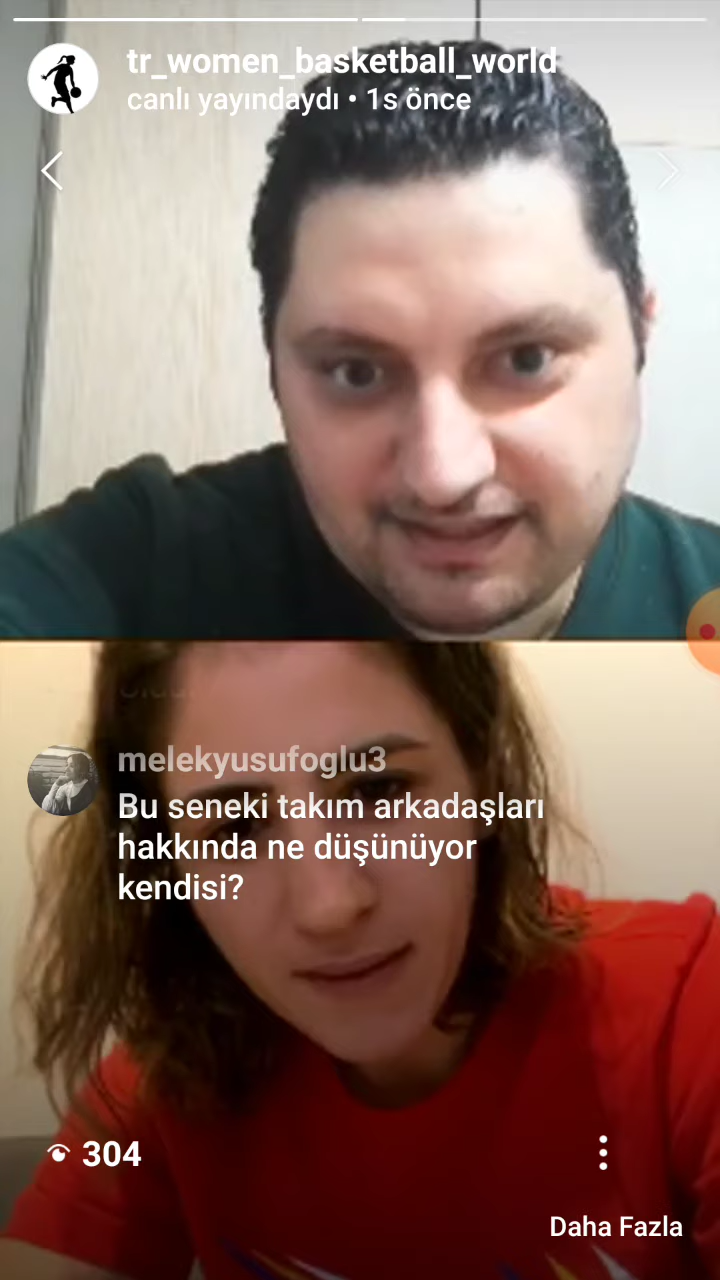 tr_women_basketball_world
canlı yayındaydı • 1s önce
melekyusufoglu3
Bu seneki takım arkadaşları
hakkında ne düşünüyor
kendisi?
304
Daha Fazla